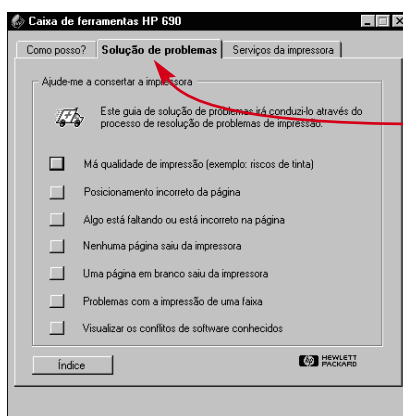 Caixa de ferramentas HP 690
Como posso? Solução de problemas Serviços da impressora
Ajude-me a consertar a impressora
Este guia de solução de problemas irá conduzi-lo através do
processo de resolução de problemas de impressão.
Má qualidade de impressão (exemplo: riscos de tinta)
Posicionamento incorreto da página
Algo está faltando ou está incorreto na página
Nenhuma página saiu da impressora
Uma página em branco saiu da impressora
Problemas com a impressão de uma faixa
Visualizar os conflitos de software conhecidos
Índice
hp HEWLETT
PACKARD